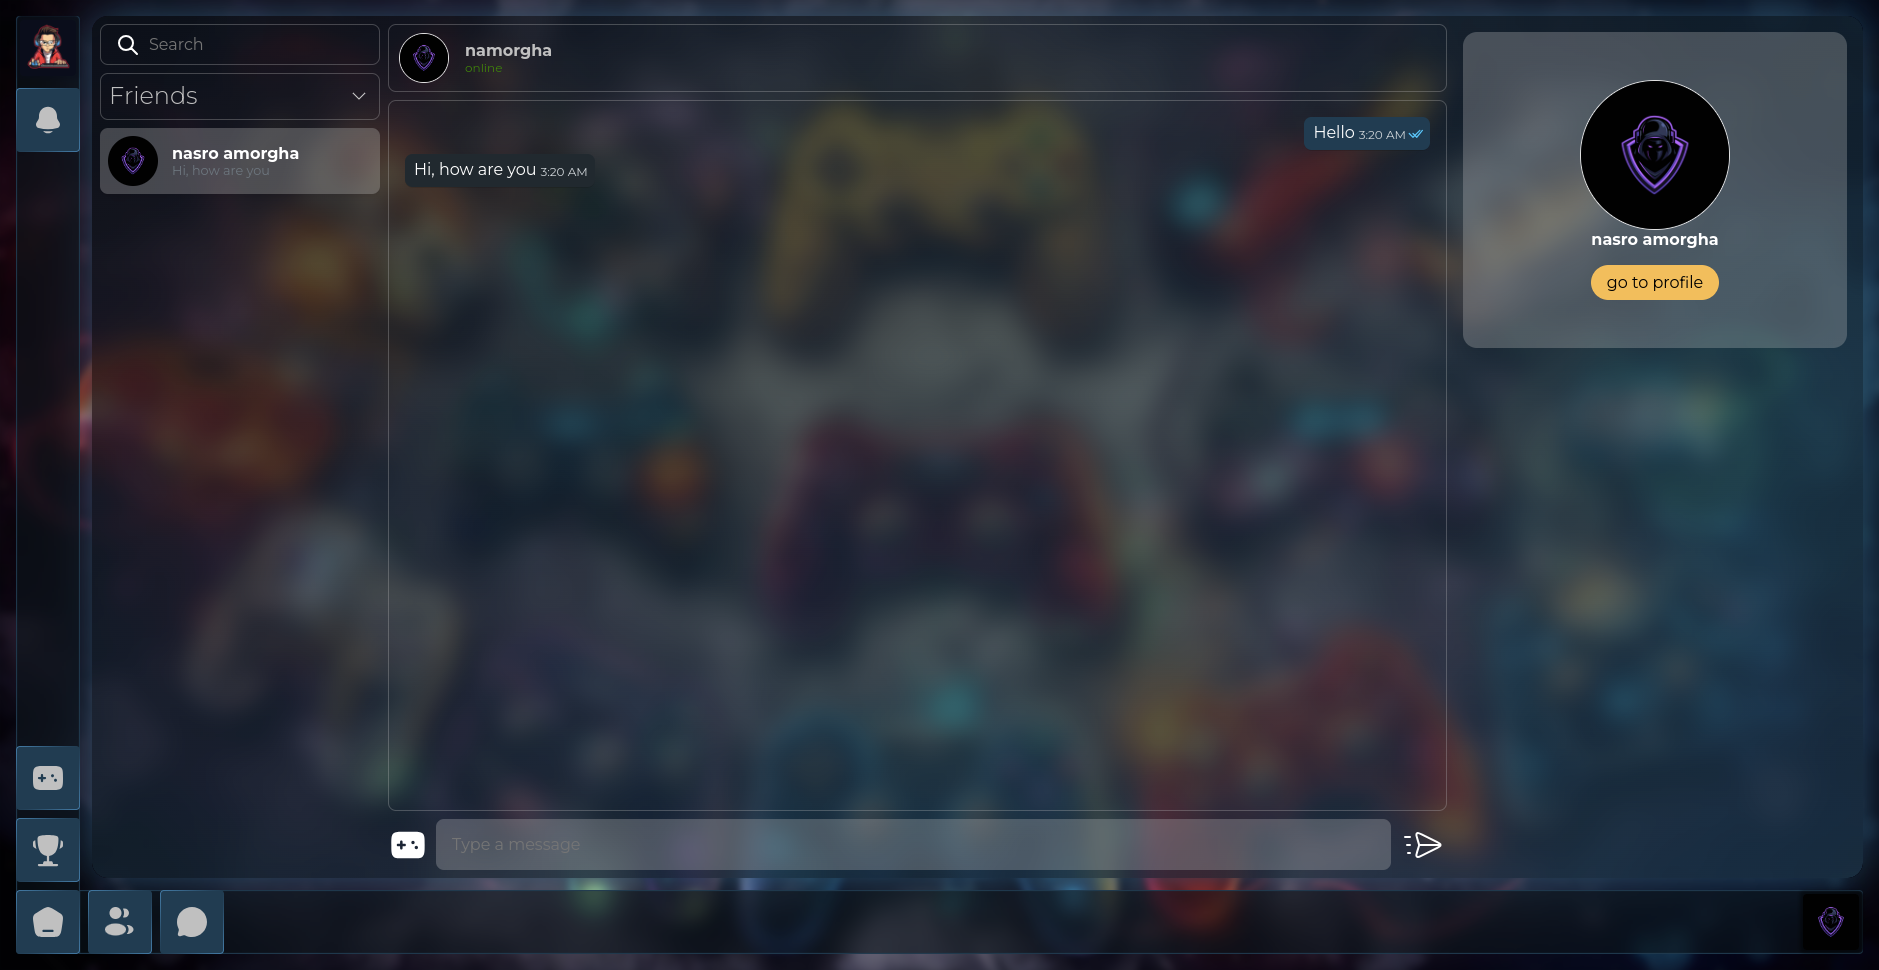 Search
Friends
nasro amorgha
Hi, how are you
namorgha
online
Hello 3:20 AM
Hi, how are you 3:20 AM
Type a message
nasro amorgha
go to profile